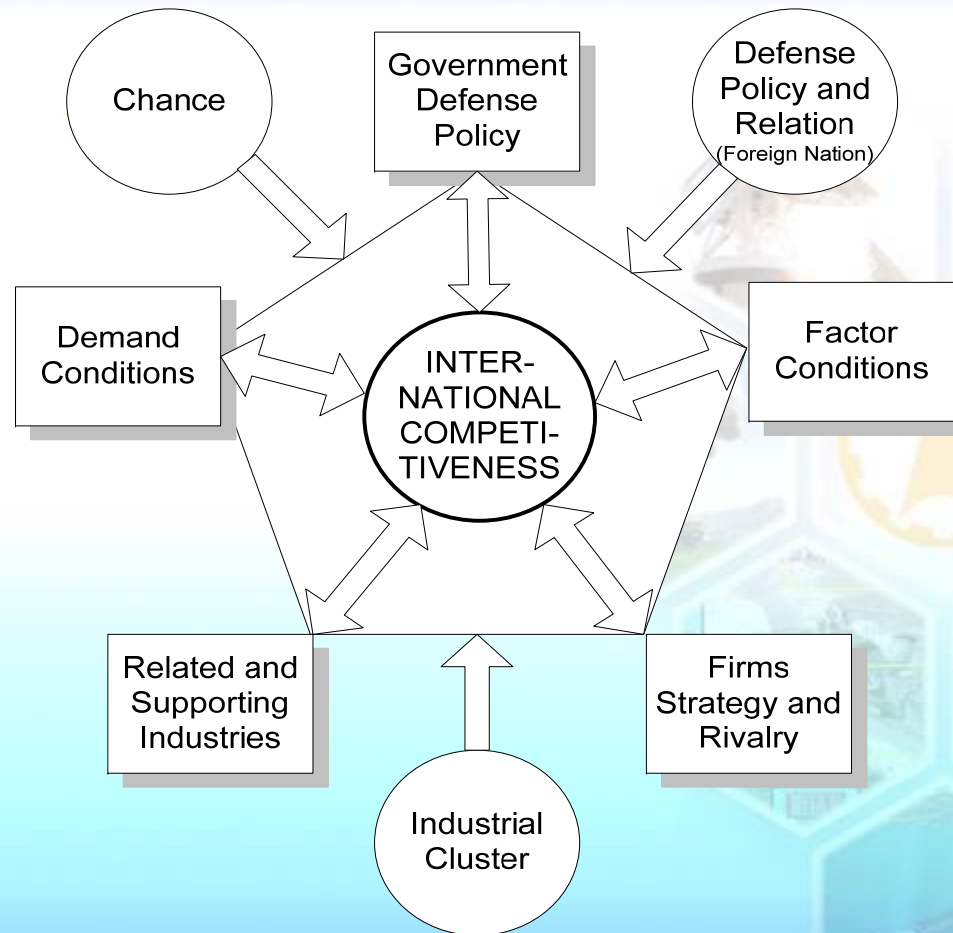 Chance
Government
Defense
Policy
Defense
Policy and
Relation
(Foreign Nation)
Demand
Conditions
INTER-
NATIONAL
COMPETI-
TIVENESS
Factor
Conditions
Related and
Supporting
Industries
Firms
Strategy and
Rivalry
Industrial
Cluster